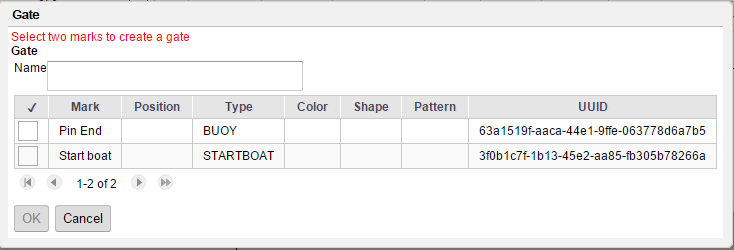 Gate
Select two marks to create a gate
Gate
Name
✓ Mark Position Type Color Shape Pattern UUID
Pin End BUOY 63a1519f-aaca-44e1-9ffe-063778d6a7b5
Start boat STARTBOAT 3f0b1c7f-1b13-45e2-aa85-fb305b78266a
1-2 of 2
OK Cancel